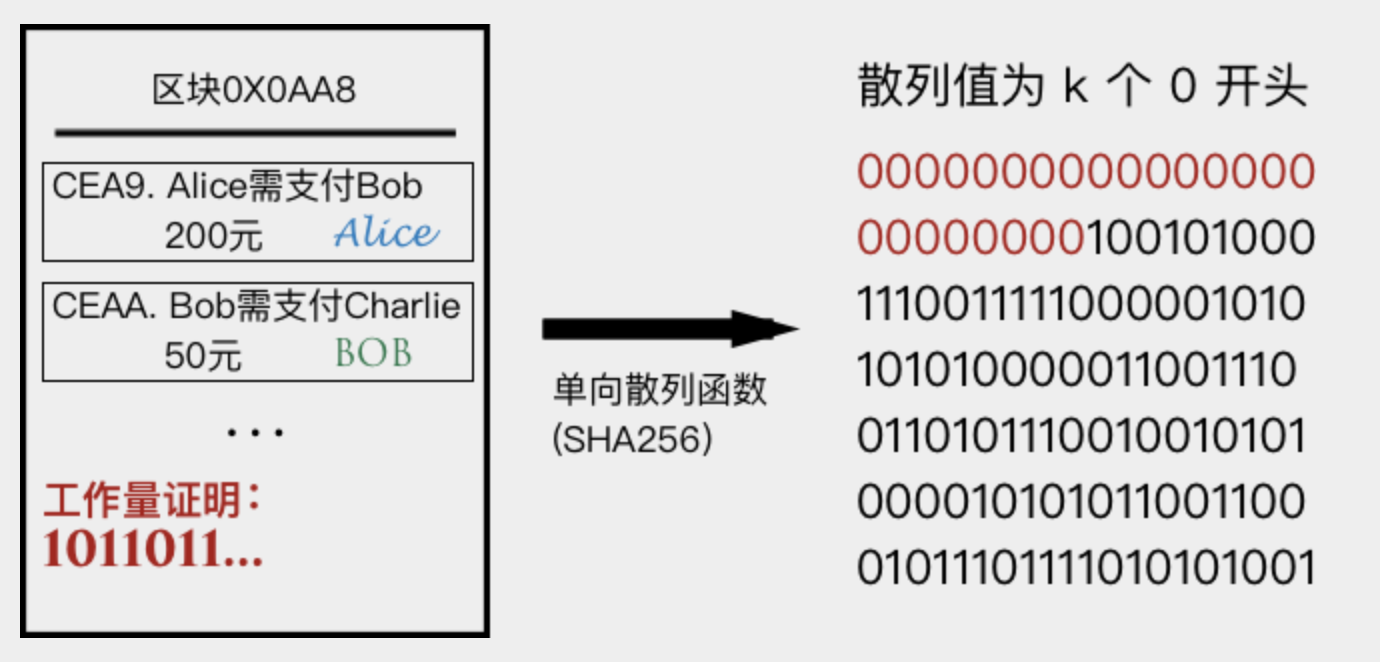 区块0X0AA8
CEA9. Alice需支付Bob
200元 Alice
CEAA. Bob需支付Charlie
50元 BOB
...
工作量证明：
1011011...
单向散列函数
(SHA256)
散列值为 k 个 0 开头
0000000000000000
00000000100101000
1110011111000001010
1010100000011001110
0110101110010010101
0000101010110​01100
01011101111010101001